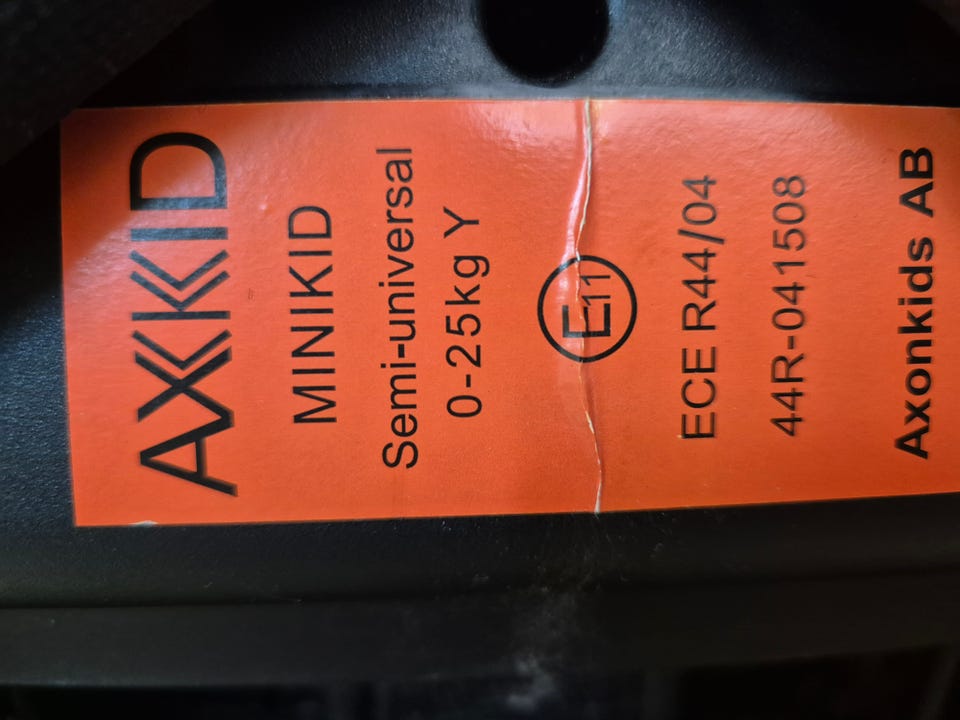 AXKID
MINIKID
Semi-universal
0-25kg Y
E11
ECE R44/04
44R-041508
Axonkids AB